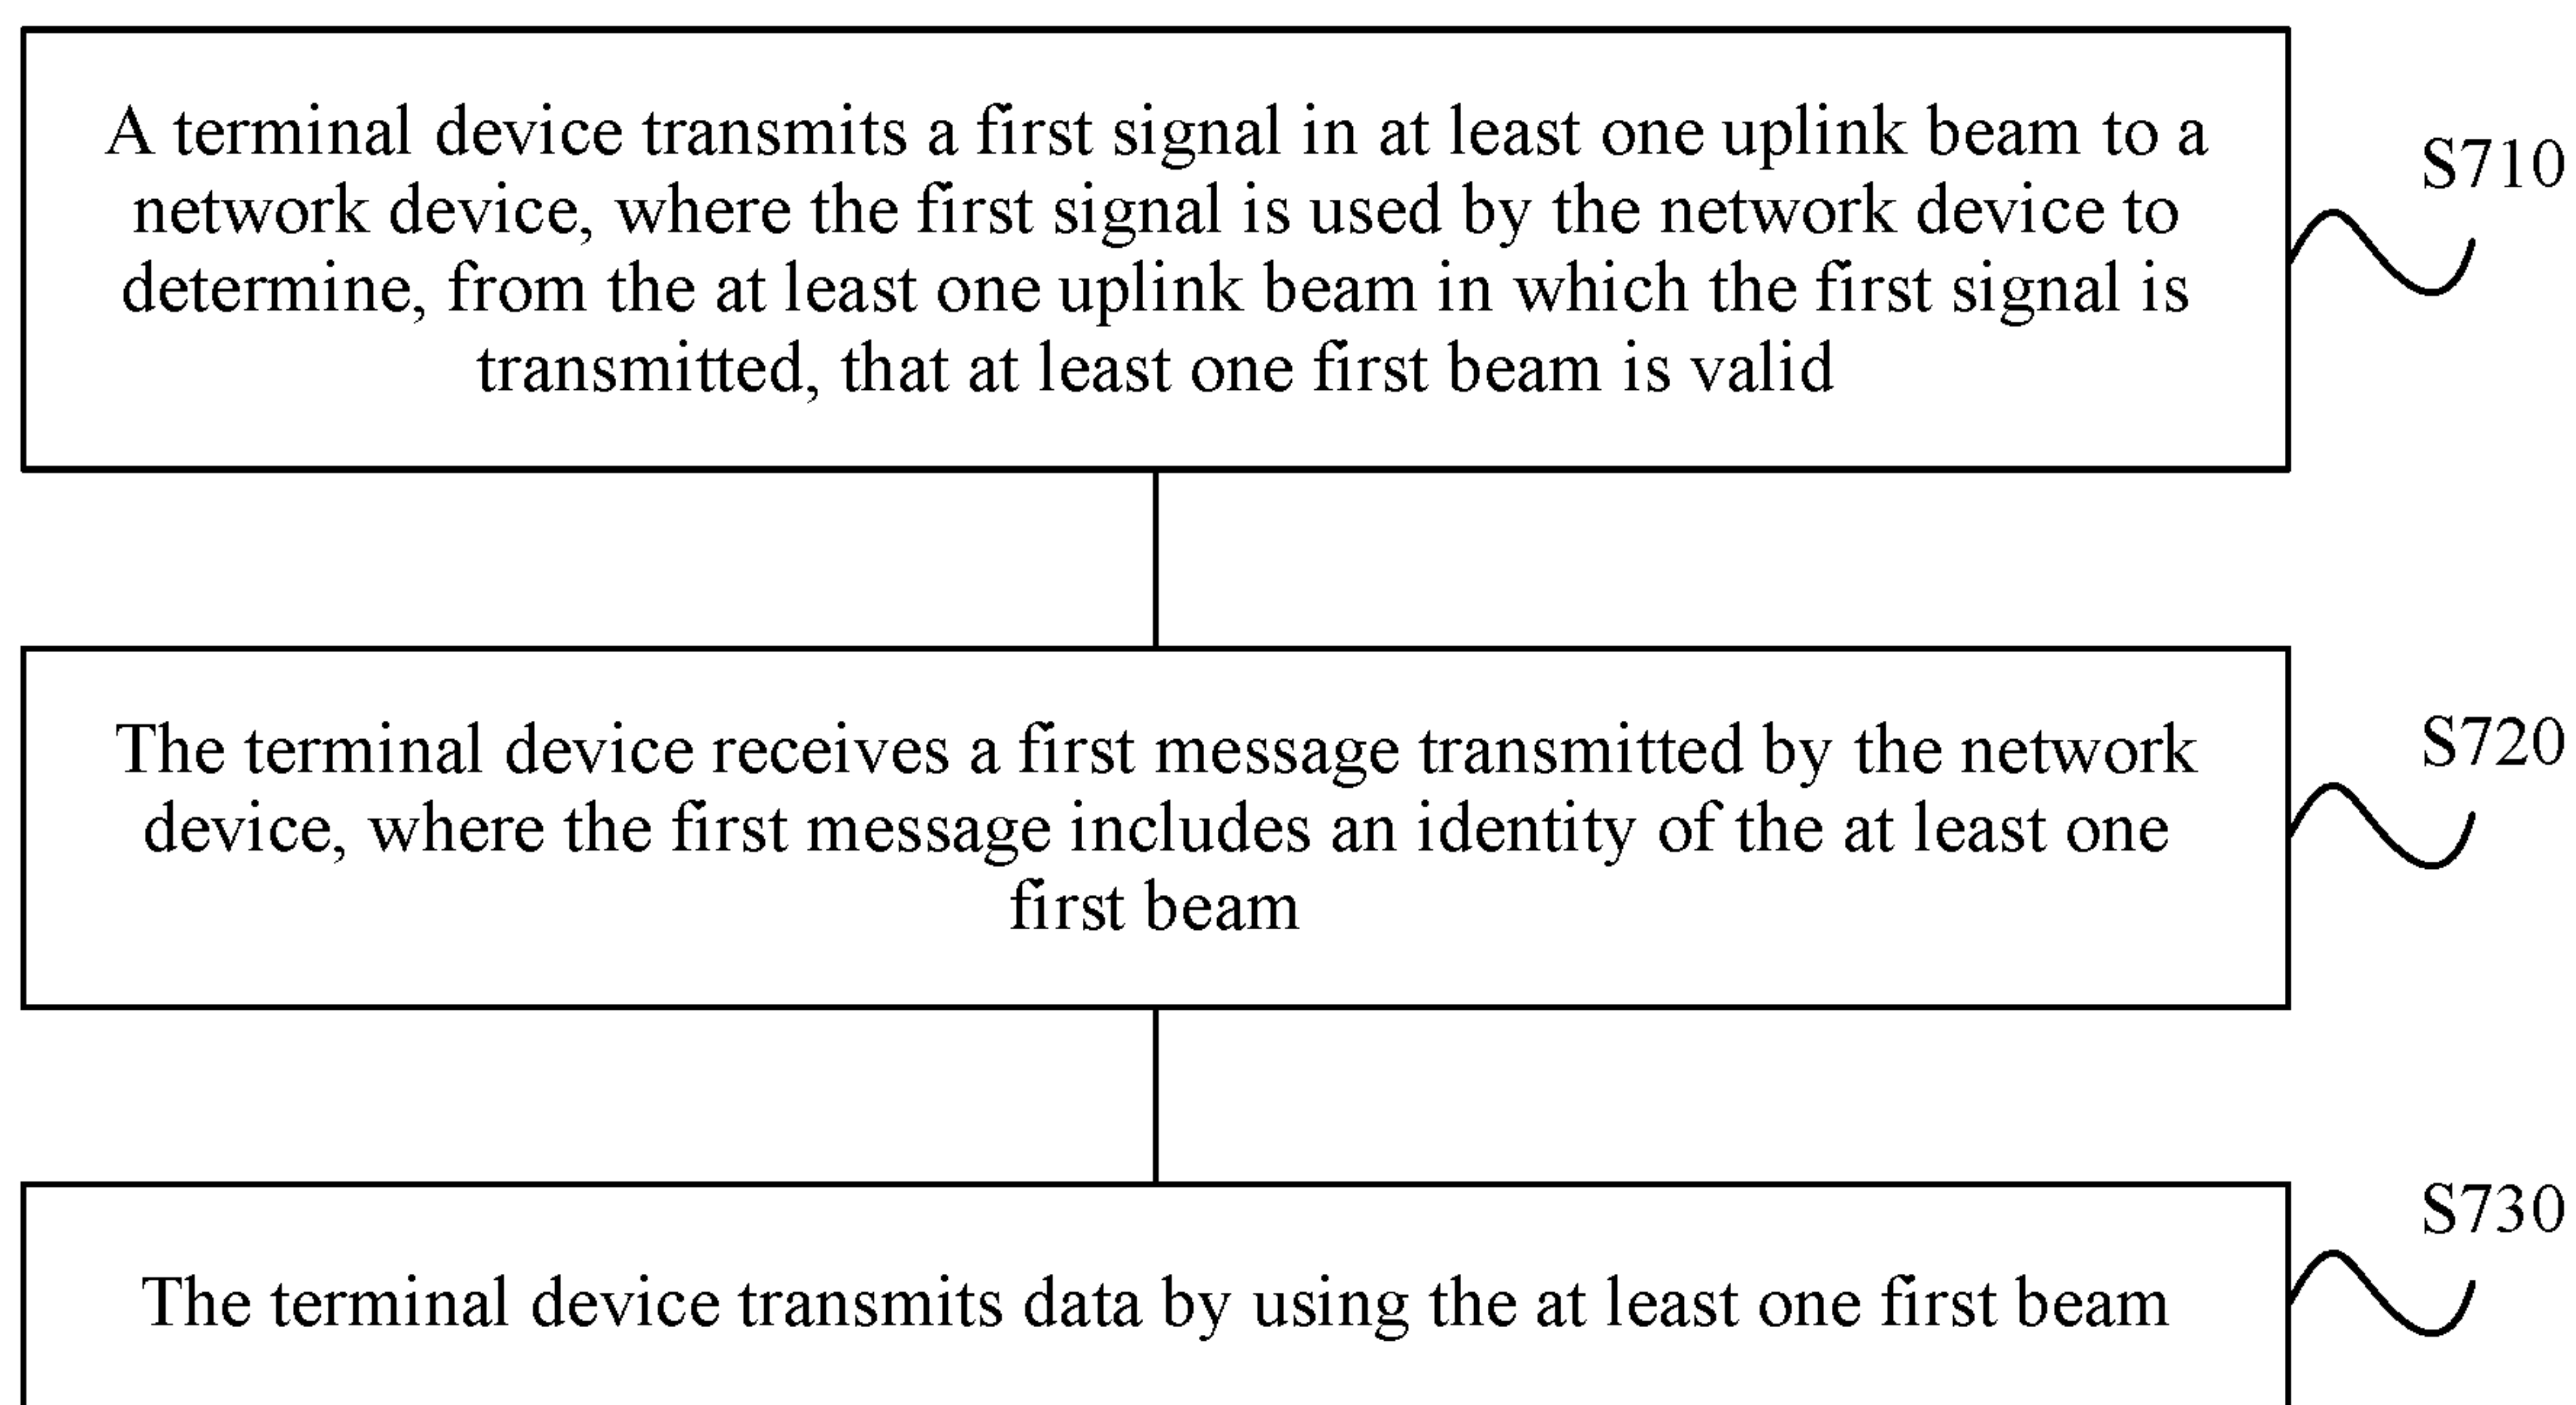 A terminal device transmits a first signal in at least one uplink beam to a
network device, where the first signal is used by the network device to
determine, from the at least one uplink beam in which the first signal is
transmitted, that at least one first beam is valid
S710
The terminal device receives a first message transmitted by the network
device, where the first message includes an identity of the at least one
first beam
S720
The terminal device transmits data by using the at least one first beam
S730